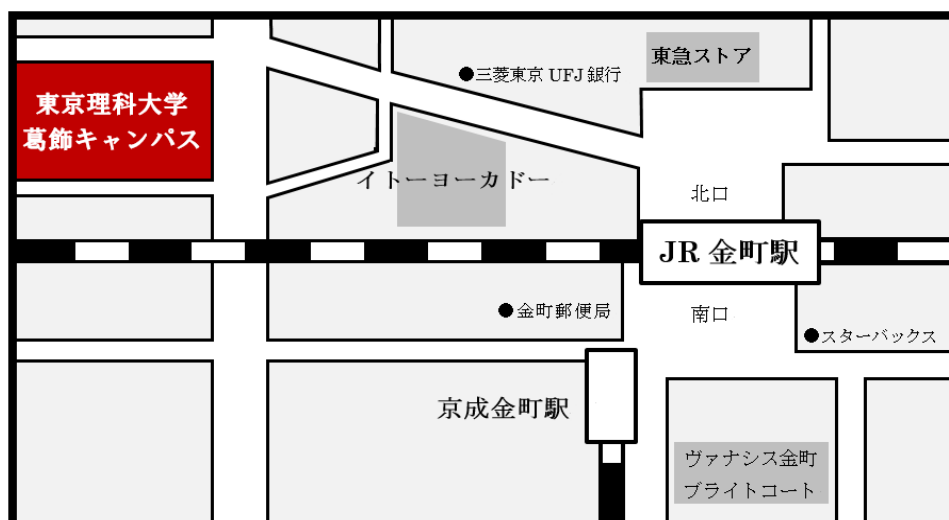 東急ストア
●三菱東京UFJ銀行
東京理科大学
葛飾キャンパス
イトーヨーカドー
北口
JR 金町駅
南口
●金町郵便局
●スターバックス
京成金町駅
ヴァナシス金町
ブライトコート